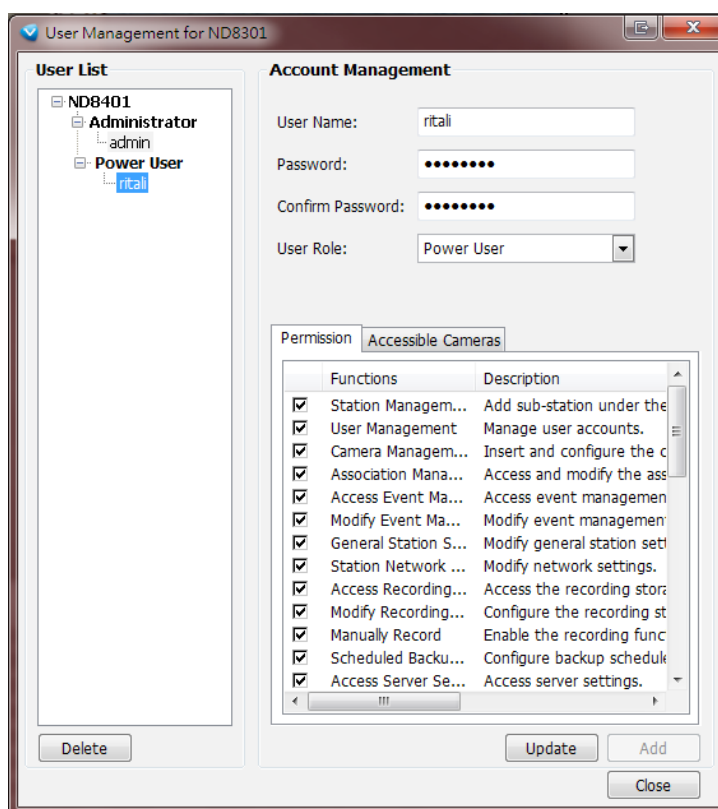 User Management for ND8301
User List
ND8401
Administrator
admin
Power User
ritali
Delete
Account Management
User Name: ritali
Password: ●●●●●●●●
Confirm Password: ●●●●●●●●
User Role: Power User
Permission Accessible Cameras
Functions Description
Station Managem... Add sub-station under the
User Management Manage user accounts.
Camera Managem... Insert and configure the c
Association Mana... Access and modify the ass
Access Event Ma... Access event managemen
Modify Event Ma... Modify event management
General Station S... Modify general station sett
Station Network ... Modify network settings.
Access Recording... Access the recording stora
Modify Recording... Configure the recording st
Manually Record Enable the recording func
Scheduled Backu... Configure backup schedule
Access Server Se... Access server settings.
Update Add
Close